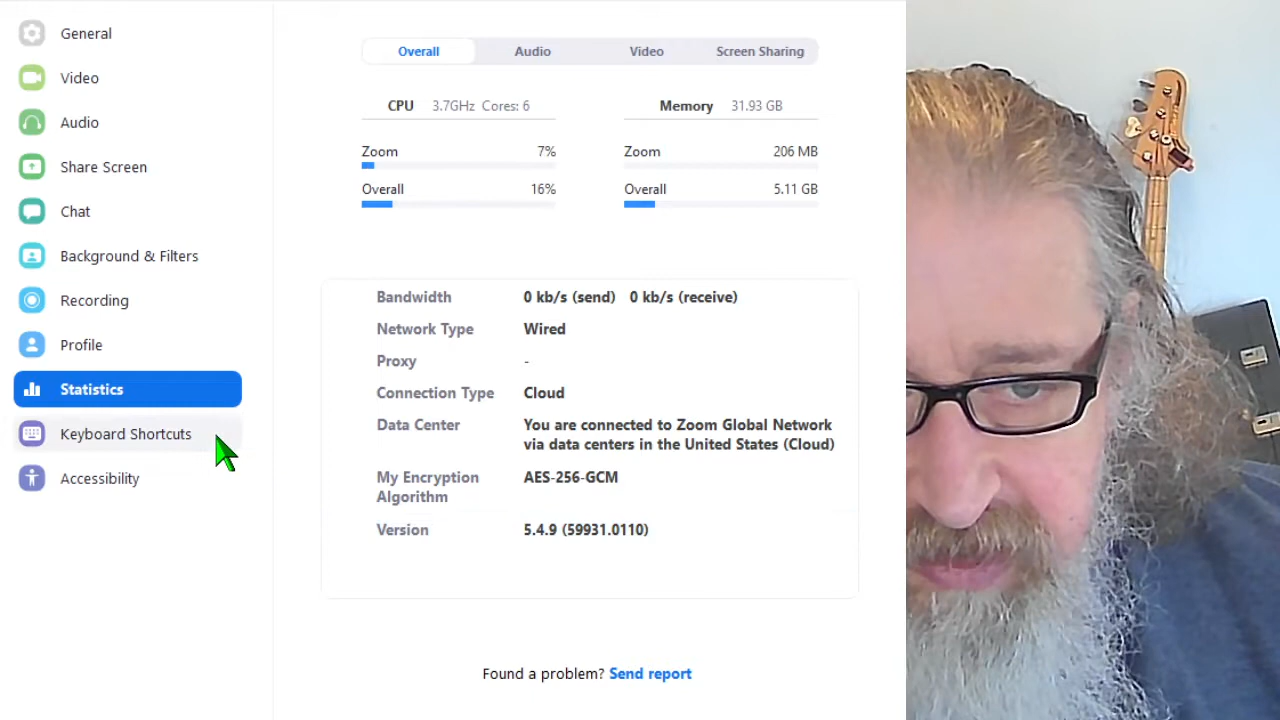 General
Video
Audio
Share Screen
Chat
Background & Filters
Recording
Profile
Statistics
Keyboard Shortcuts
Accessibility
Overall Audio Video Screen Sharing
CPU 3.7GHz Cores: 6 Memory 31.93 GB
Zoom 7% Zoom 206 MB
Overall 16% Overall 5.11 GB
Bandwidth 0 kb/s (send) 0 kb/s (receive)
Network Type Wired
Proxy -
Connection Type Cloud
Data Center You are connected to Zoom Global Network
via data centers in the United States (Cloud)
My Encryption AES-256-GCM
Algorithm
Version 5.4.9 (59931.0110)
Found a problem? Send report